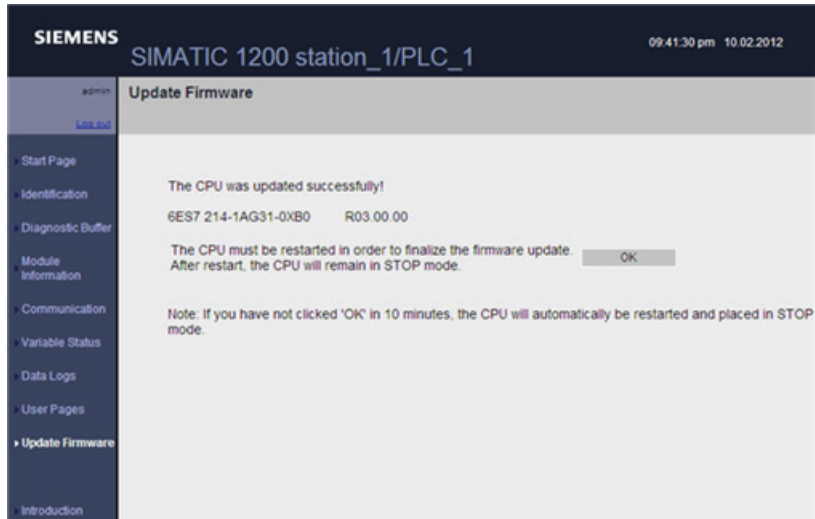 SIEMENS
SIMATIC 1200 station_1/PLC_1
09:41:30 pm 10.02.2012
admin
Log out
Update Firmware
Start Page
Identification
Diagnostic Buffer
Module
Information
Communication
Variable Status
Data Logs
User Pages
Update Firmware
Introduction
The CPU was updated successfully!
6ES7 214-1AG31-0XB0 R03.00.00
The CPU must be restarted in order to finalize the firmware update.
After restart, the CPU will remain in STOP mode.
OK
Note: If you have not clicked 'OK' in 10 minutes, the CPU will automatically be restarted and placed in STOP
mode.